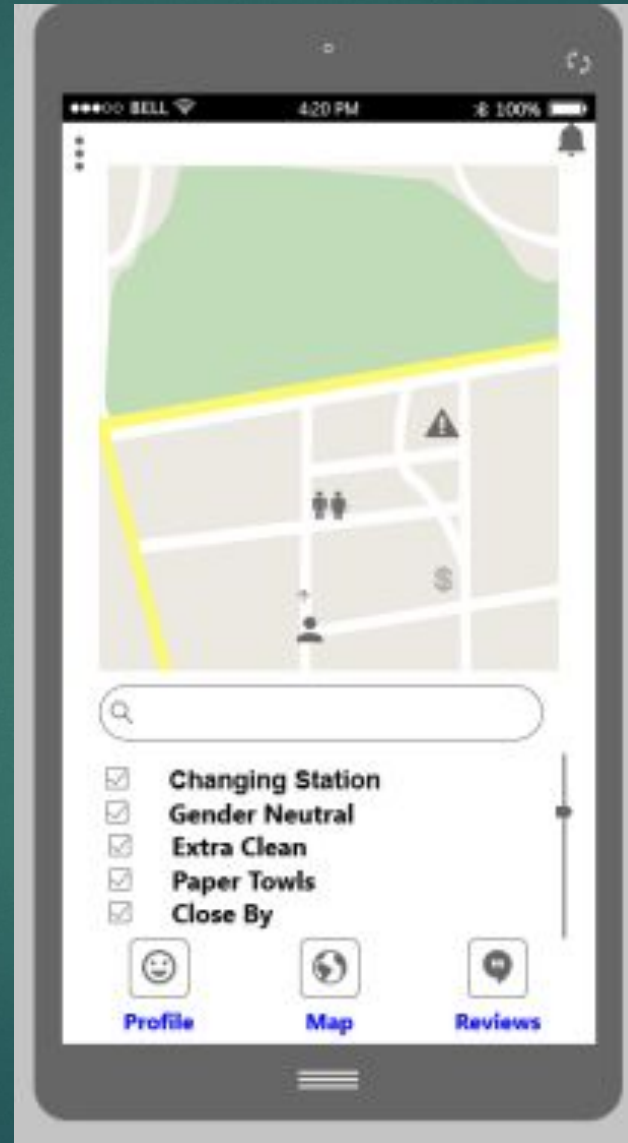 BELL 4:20 PM 100%
$
Changing Station
Gender Neutral
Extra Clean
Paper Towls
Close By
Profile Map Reviews